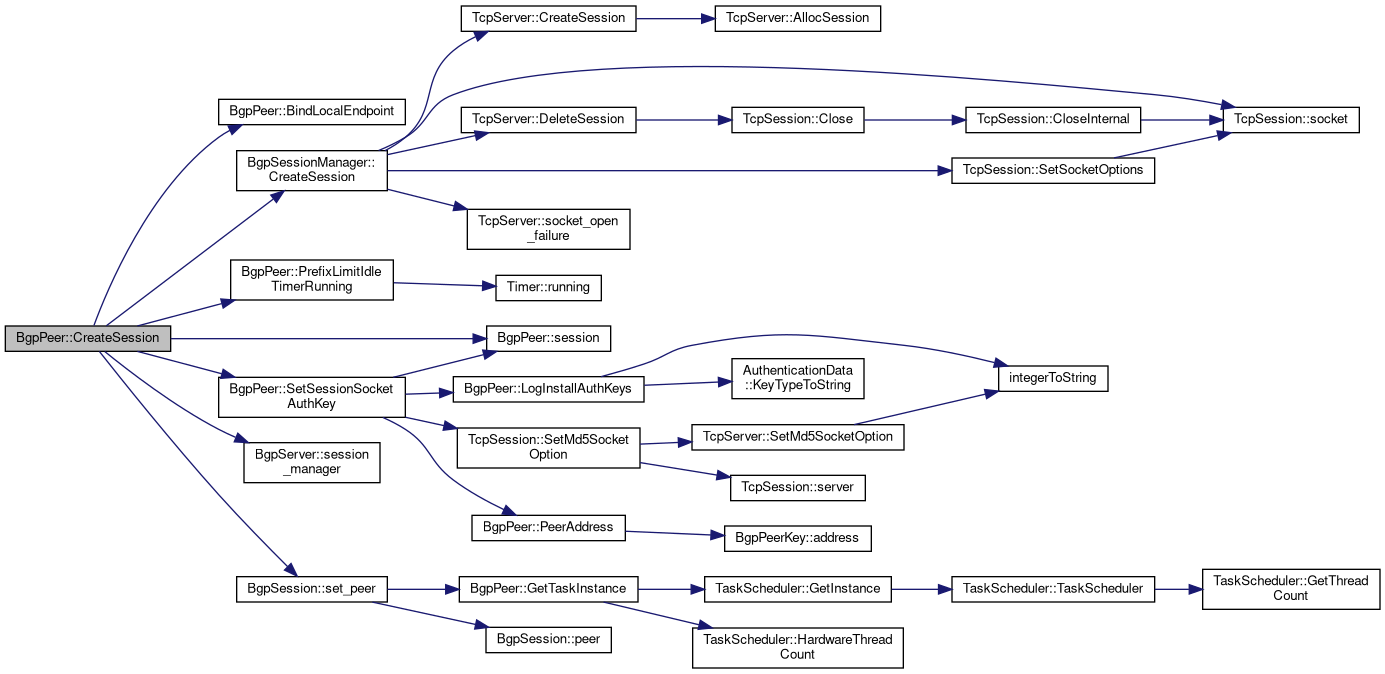 TcpServer::CreateSession
TcpServer::AllocSession
BgpPeer::BindLocalEndpoint
TcpServer::DeleteSession
TcpSession::Close
TcpSession::CloseInternal
TcpSession::socket
BgpSessionManager::
CreateSession
TcpSession::SetSocketOptions
TcpServer::socket_open
_failure
BgpPeer::PrefixLimitIdle
TimerRunning
Timer::running
BgpPeer::CreateSession
BgpPeer::session
BgpPeer::SetSessionSocket
AuthKey
BgpPeer::LogInstallAuthKeys
AuthenticationData
::KeyTypeToString
integerToString
BgpServer::session
_manager
TcpSession::SetMd5Socket
Option
TcpServer::SetMd5SocketOption
TcpSession::server
BgpPeer::PeerAddress
BgpPeerKey::address
BgpSession::set_peer
BgpPeer::GetTaskInstance
TaskScheduler::GetInstance
TaskScheduler::TaskScheduler
TaskScheduler::GetThread
Count
BgpSession::peer
TaskScheduler::HardwareThread
Count